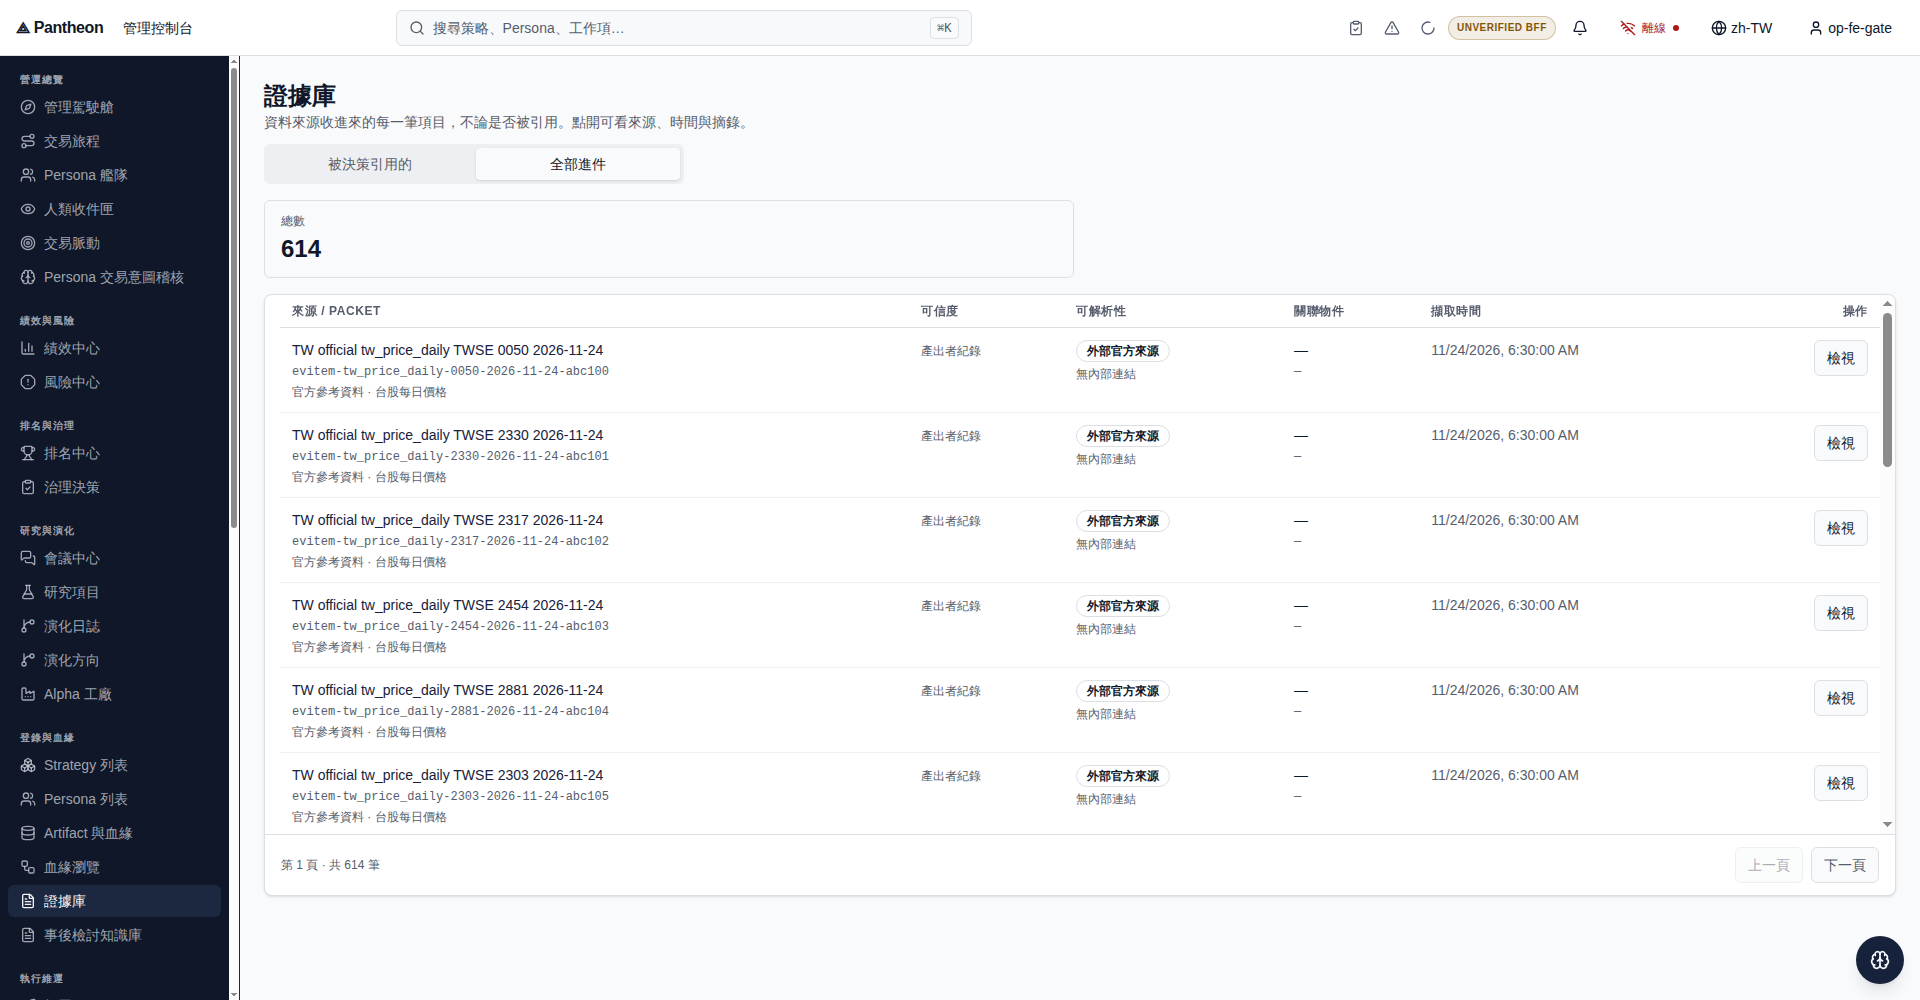 Pantheon
管理控制台
搜尋策略、Persona、工作項…
⌘K
UNVERIFIED BFF
離線
zh-TW
op-fe-gate
營運總覽
管理駕駛艙
交易旅程
Persona 艦隊
人類收件匣
交易脈動
Persona 交易意圖稽核
績效與風險
績效中心
風險中心
排名與治理
排名中心
治理決策
研究與演化
會議中心
研究項目
演化日誌
演化方向
Alpha 工廠
登錄與血緣
Strategy 列表
Persona 列表
Artifact 與血緣
血緣瀏覽
證據庫
事後檢討知識庫
執行維運
證據庫
資料來源收進來的每一筆項目，不論是否被引用。點開可看來源、時間與摘錄。
被決策引用的
全部進件
總數
614
來源 / PACKET 可信度 可解析性 關聯物件 擷取時間 操作
TW official tw_price_daily TWSE 0050 2026-11-24 產出者紀錄 外部官方來源 — 11/24/2026, 6:30:00 AM 檢視
evitem-tw_price_daily-0050-2026-11-24-abc100 無內部連結 –
官方參考資料 · 台股每日價格
TW official tw_price_daily TWSE 2330 2026-11-24 產出者紀錄 外部官方來源 — 11/24/2026, 6:30:00 AM 檢視
evitem-tw_price_daily-2330-2026-11-24-abc101 無內部連結 –
官方參考資料 · 台股每日價格
TW official tw_price_daily TWSE 2317 2026-11-24 產出者紀錄 外部官方來源 — 11/24/2026, 6:30:00 AM 檢視
evitem-tw_price_daily-2317-2026-11-24-abc102 無內部連結 –
官方參考資料 · 台股每日價格
TW official tw_price_daily TWSE 2454 2026-11-24 產出者紀錄 外部官方來源 — 11/24/2026, 6:30:00 AM 檢視
evitem-tw_price_daily-2454-2026-11-24-abc103 無內部連結 –
官方參考資料 · 台股每日價格
TW official tw_price_daily TWSE 2881 2026-11-24 產出者紀錄 外部官方來源 — 11/24/2026, 6:30:00 AM 檢視
evitem-tw_price_daily-2881-2026-11-24-abc104 無內部連結 –
官方參考資料 · 台股每日價格
TW official tw_price_daily TWSE 2303 2026-11-24 產出者紀錄 外部官方來源 — 11/24/2026, 6:30:00 AM 檢視
evitem-tw_price_daily-2303-2026-11-24-abc105 無內部連結 –
官方參考資料 · 台股每日價格
第 1 頁 · 共 614 筆
上一頁
下一頁